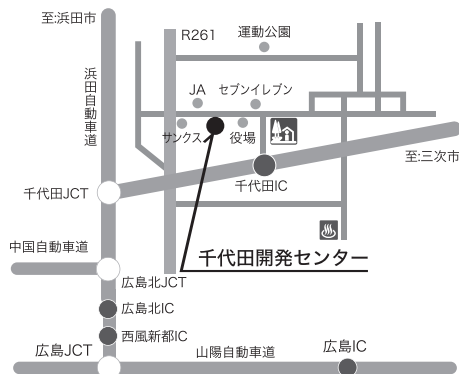 至:浜田市
R261
運動公園
浜田自動車道
JA
セブンイレブン
サンクス
役場
至:三次市
千代田IC
千代田JCT
中国自動車道
千代田開発センター
広島北JCT
広島北IC
西風新都IC
広島JCT
山陽自動車道
広島IC